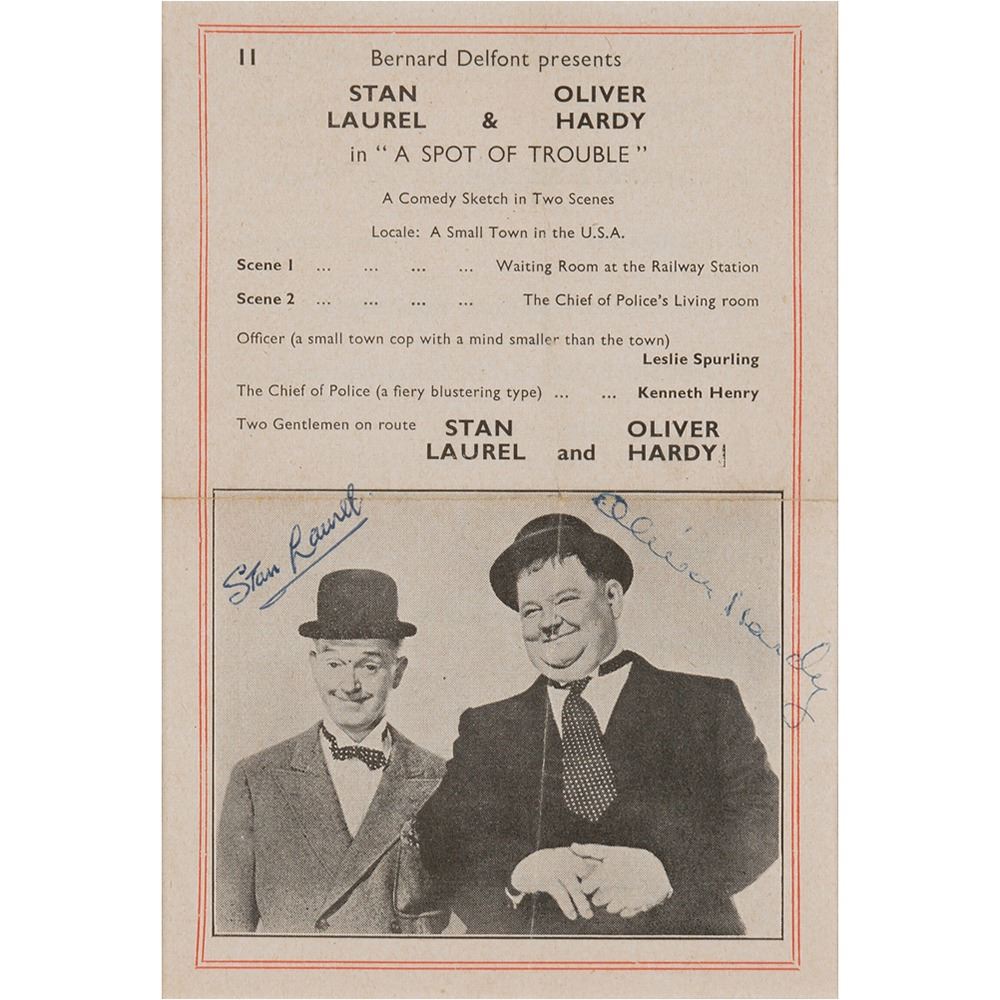 11
Bernard Delfont presents
STAN OLIVER
LAUREL & HARDY
in " A SPOT OF TROUBLE "
A Comedy Sketch in Two Scenes
Locale: A Small Town in the U.S.A.
Scene 1 ... ... ... ... Waiting Room at the Railway Station
Scene 2 ... ... ... ... The Chief of Police's Living room
Officer (a small town cop with a mind smaller than the town)
Leslie Spurling
The Chief of Police (a fiery blustering type) ... ... Kenneth Henry
Two Gentlemen on route STAN OLIVER
LAUREL and HARDY
Stan Laurel
Oliver Hardy